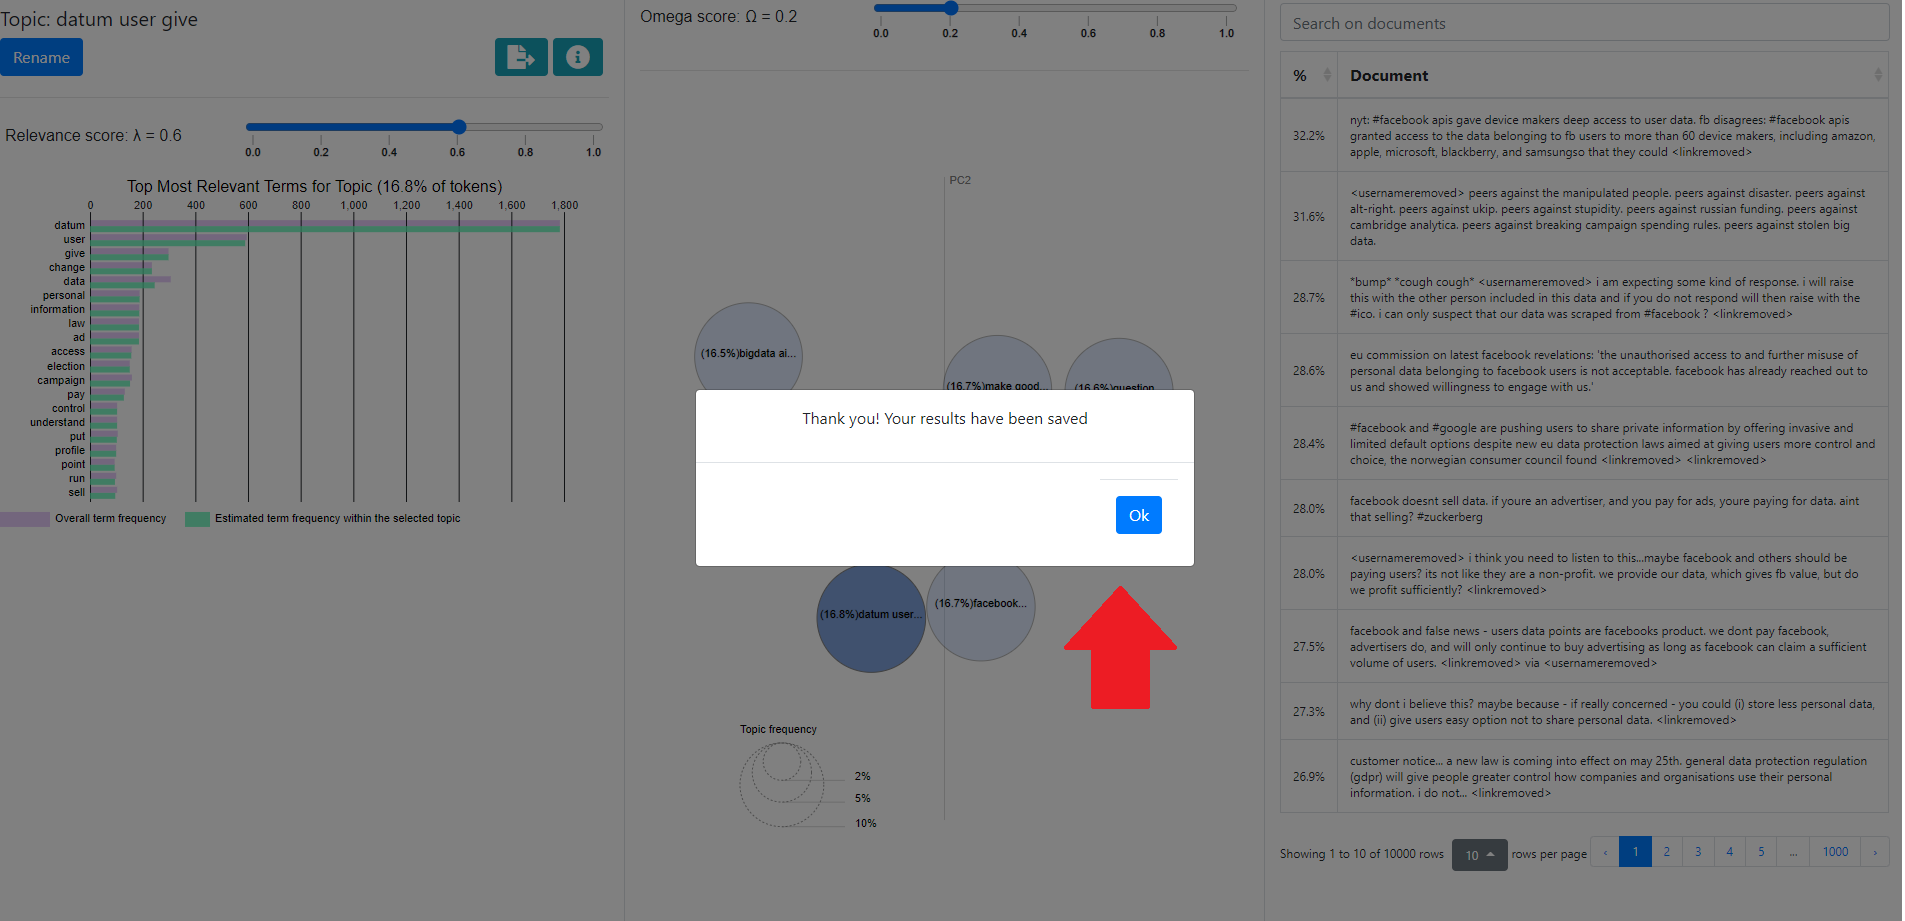 Topic: datum user give
Rename
Relevance score: λ = 0.6
0.0 0.2 0.4 0.6 0.8 1.0
Top Most Relevant Terms for Topic (16.8% of tokens)
0 200 400 600 800 1,000 1,200 1,400 1,600 1,800
datum
user
give
change
data
personal
information
law
ad
access
election
campaign
pay
control
understand
put
profile
point
run
sell
Overall term frequency
Estimated term frequency within the selected topic
Omega score: Ω = 0.2
0.0 0.2 0.4 0.6 0.8 1.0
PC2
(16.5%)bigdata ai...
(16.7%)make good...
(16.6%)question
Thank you! Your results have been saved
Ok
(16.8%)datum user...
(16.7%)facebook...
Topic frequency
2%
5%
10%
Search on documents
% Document
32.2%
nyt: #facebook apis gave device makers deep access to user data. fb disagrees: #facebook apis
granted access to the data belonging to fb users to more than 60 device makers, including amazon,
apple, microsoft, blackberry, and samsungso that they could <linkremoved>
31.6%
<usernameremoved> peers against the manipulated people. peers against disaster. peers against
alt-right. peers against ukip. peers against stupidity. peers against russian funding. peers against
cambridge analytica. peers against breaking campaign spending rules. peers against stolen big
data.
28.7%
*bump* *cough cough* <usernameremoved> i am expecting some kind of response. i will raise
this with the other person included in this data and if you do not respond will then raise with the
#ico. i can only suspect that our data was scraped from #facebook ? <linkremoved>
28.6%
eu commission on latest facebook revelations: 'the unauthorised access to and further misuse of
personal data belonging to facebook users is not acceptable. facebook has already reached out to
us and showed willingness to engage with us.'
28.4%
#facebook and #google are pushing users to share private information by offering invasive and
limited default options despite new eu data protection laws aimed at giving users more control and
choice, the norwegian consumer council found <linkremoved> <linkremoved>
28.0%
facebook doesnt sell data. if youre an advertiser, and you pay for ads, youre paying for data. aint
that selling? #zuckerberg
28.0%
<usernameremoved> i think you need to listen to this...maybe facebook and others should be
paying users? its not like they are a non-profit. we provide our data, which gives fb value, but do
we profit sufficiently? <linkremoved>
27.5%
facebook and false news - users data points are facebooks product. we dont pay facebook,
advertisers do, and will only continue to buy advertising as long as facebook can claim a sufficient
volume of users. <linkremoved> via <usernameremoved>
27.3%
why dont i believe this? maybe because - if really concerned - you could (i) store less personal data,
and (ii) give users easy option not to share personal data. <linkremoved>
26.9%
customer notice... a new law is coming into effect on may 25th. general data protection regulation
(gdpr) will give people greater control how companies and organisations use their personal
information. i do not... <linkremoved>
Showing 1 to 10 of 10000 rows 10 rows per page ‹ 1 2 3 4 5 ... 1000 ›